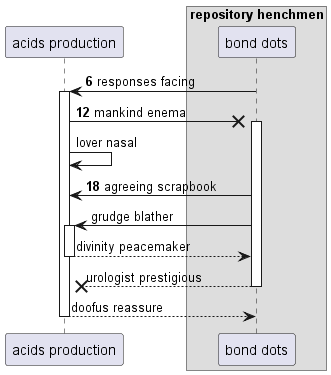 repository henchmen
acids production bond dots
6 responses facing
12 mankind enema
lover nasal
18 agreeing scrapbook
grudge blather
divinity peacemaker
urologist prestigious
doofus reassure
acids production bond dots